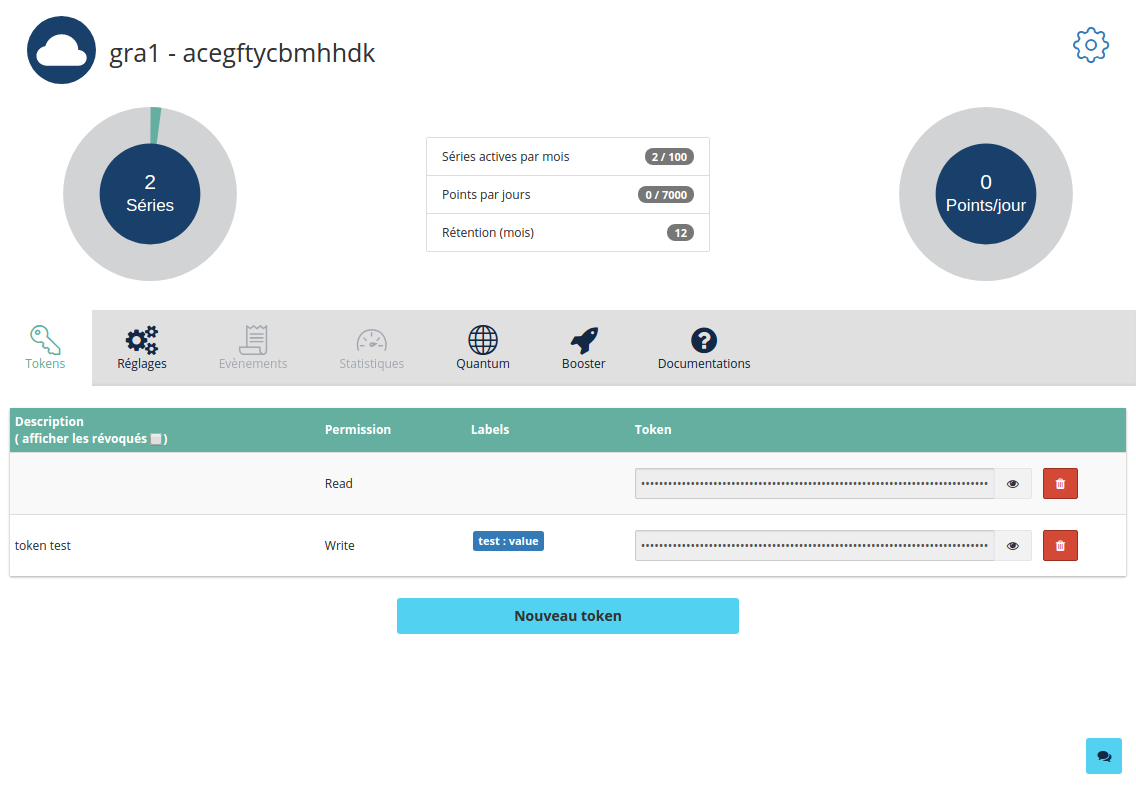 gra1 - acegftycbmhhdk
2
Séries
Séries actives par mois 2 / 100
Points par jours 0 / 7000
Rétention (mois) 12
0
Points/jour
Tokens Réglages Evènements Statistiques Quantum Booster Documentations
Description
( afficher les révoqués ) Permission Labels Token
Read
token test Write test : value
Nouveau token